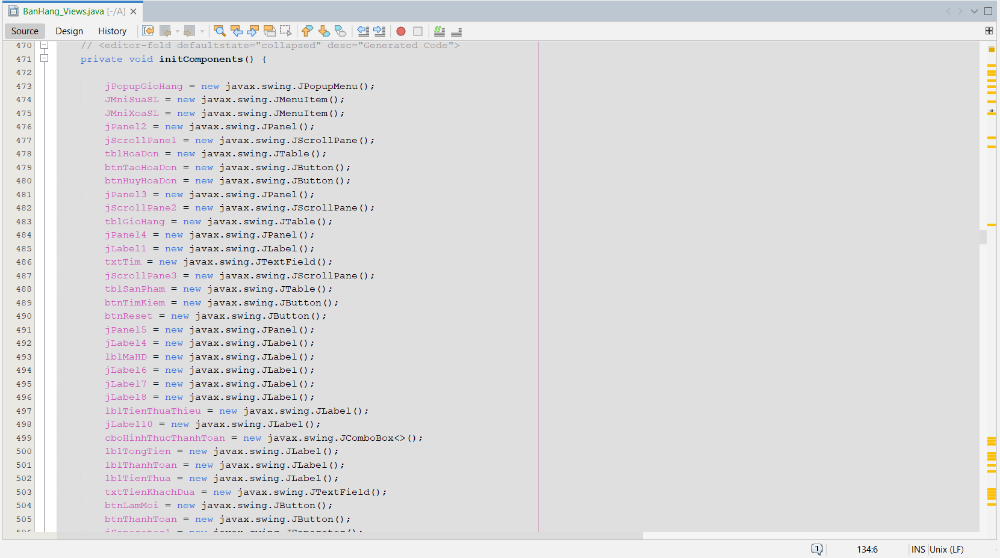 BanHang_Views.java [-/A]
Source Design History
470 // <editor-fold defaultstate="collapsed" desc="Generated Code">
471 private void initComponents() {
472
473 jPopupGioHang = new javax.swing.JPopupMenu();
474 JMniSuaSL = new javax.swing.JMenuItem();
475 JMniXoaSL = new javax.swing.JMenuItem();
476 jPanel2 = new javax.swing.JPanel();
477 jScrollPane1 = new javax.swing.JScrollPane();
478 tblHoaDon = new javax.swing.JTable();
479 btnTaoHoaDon = new javax.swing.JButton();
480 btnHuyHoaDon = new javax.swing.JButton();
481 jPanel3 = new javax.swing.JPanel();
482 jScrollPane2 = new javax.swing.JScrollPane();
483 tblGioHang = new javax.swing.JTable();
484 jPanel4 = new javax.swing.JPanel();
485 jLabel1 = new javax.swing.JLabel();
486 txtTim = new javax.swing.JTextField();
487 jScrollPane3 = new javax.swing.JScrollPane();
488 tblSanPham = new javax.swing.JTable();
489 btnTimKiem = new javax.swing.JButton();
490 btnReset = new javax.swing.JButton();
491 jPanel5 = new javax.swing.JPanel();
492 jLabel4 = new javax.swing.JLabel();
493 lblMaHD = new javax.swing.JLabel();
494 jLabel6 = new javax.swing.JLabel();
495 jLabel7 = new javax.swing.JLabel();
496 jLabel8 = new javax.swing.JLabel();
497 lblTienThuaThieu = new javax.swing.JLabel();
498 jLabel10 = new javax.swing.JLabel();
499 cboHinhThucThanhToan = new javax.swing.JComboBox<>();
500 lblTongTien = new javax.swing.JLabel();
501 lblThanhToan = new javax.swing.JLabel();
502 lblTienThua = new javax.swing.JLabel();
503 txtTienKhachDua = new javax.swing.JTextField();
504 btnLamMoi = new javax.swing.JButton();
505 btnThanhToan = new javax.swing.JButton();
506 jSeparator1 = new javax.swing.JSeparator();
1 134:6 INS Unix (LF)